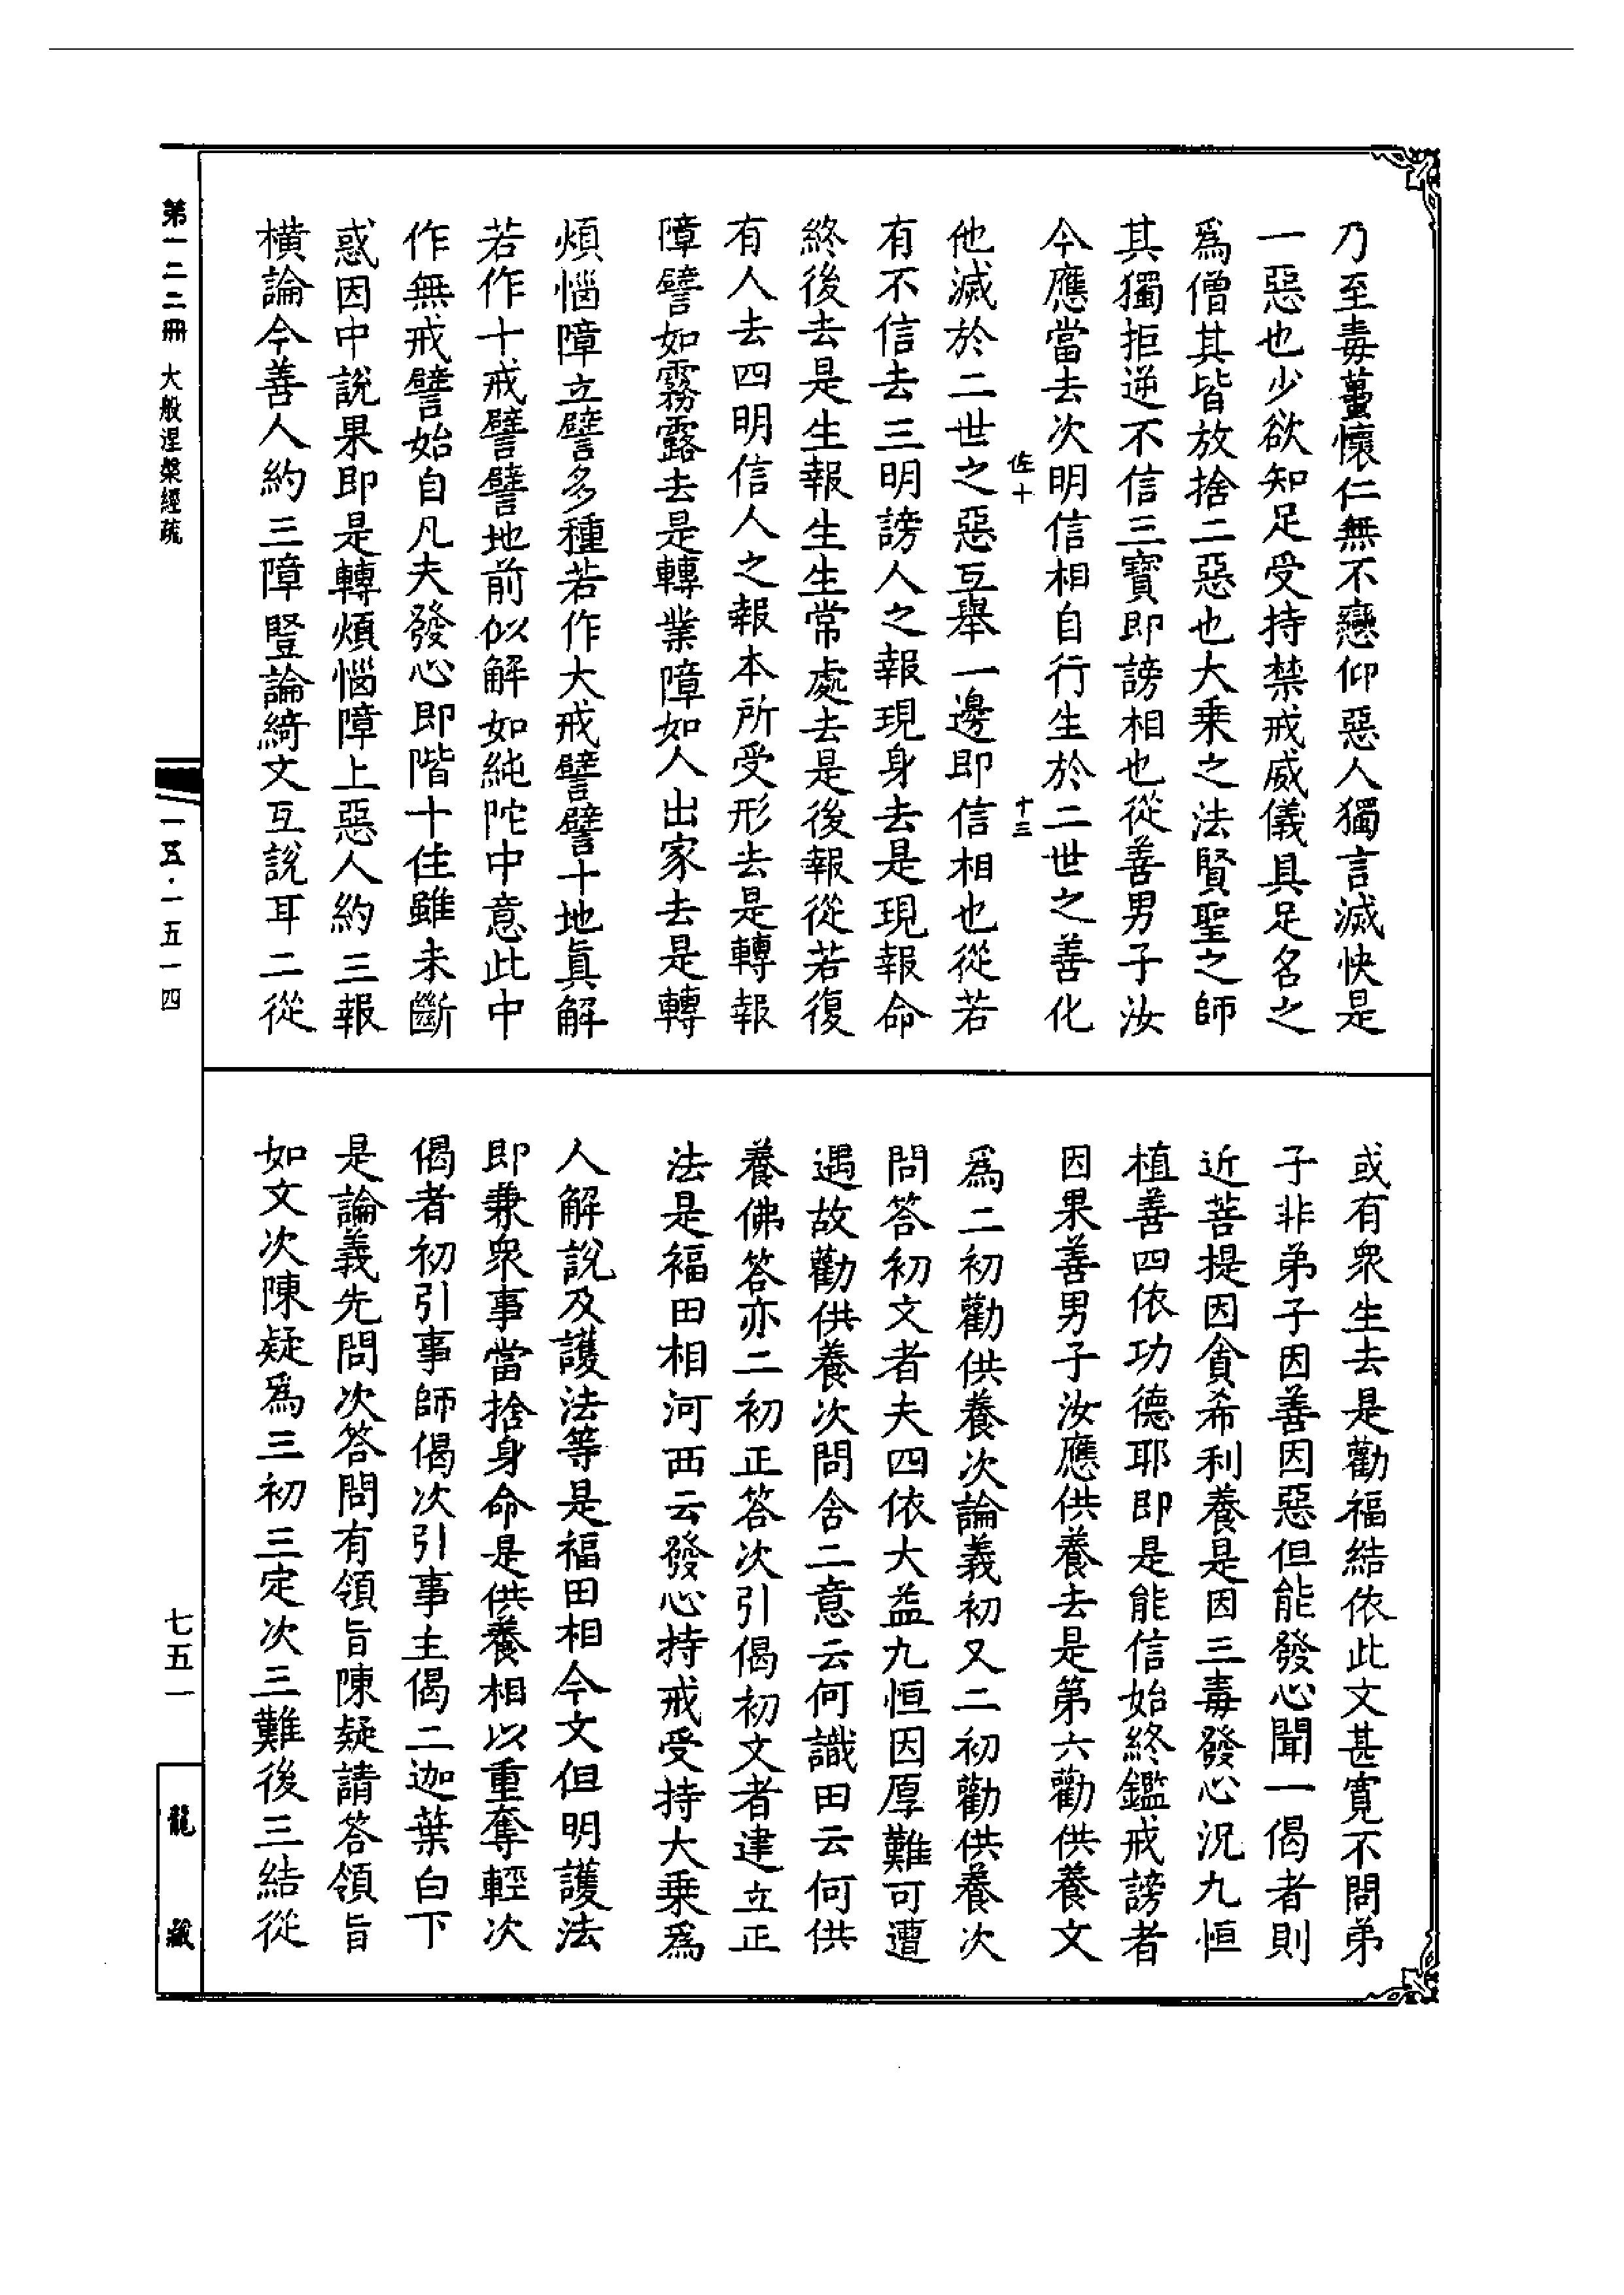 乃至毒蠆懷仁無不戀仰惡人獨言滅快是
一惡也少欲知足受持禁戒威儀具足名之
爲僧其皆放捨二惡也大乘之法賢聖之師
其獨拒逆不信三寶即謗相也從善男子汝
今應當去次明信相自行生於二世之善化
佐十
十三
他滅於二世之惡互舉一邊即信相也從若
有不信去三明謗人之報現身去是現報命
終後去是生報生生常處去是後報從若復
有人去四明信人之報本所受形去是轉報
障譬如霧露去是轉業障如人出家去是轉
煩惱障立譬多種若作大戒譬譬十地眞解
若作十戒譬譬地前似解如純陀中意此中
作無戒譬始自凡夫發心即階十住雖未斷
惑因中說果即是轉煩惱障上惡人約三報
橫論今善人約三障豎論綺文互說耳二從
或有衆生去是勸福結依此文甚寬不問弟
子非弟子因善因惡但能發心聞一偈者則
近菩提因貪希利養是因三毒發心況九恒
植善四依功德耶即是能信始終鑑戒謗者
因果善男子汝應供養去是第六勸供養文
爲二初勸供養次論義初又二初勸供養次
問答初文者夫四依大益九恒因厚難可遭
遇故勸供養次問舍二意云何識田云何供
養佛答亦二初正答次引偈初文者建立正
法是福田相河西云發心持戒受持大乘爲
人解說及護法等是福田相今文但明護法
即兼衆事當捨身命是供養相以重奪輕次
偈者初引事師偈次引事主偈二迦葉白下
是論義先問次答問有領旨陳疑請答領旨
如文次陳疑爲三初三定次三難後三結從
第一二二冊 大般涅槃經疏
一五·一五一四
七五一
龍藏